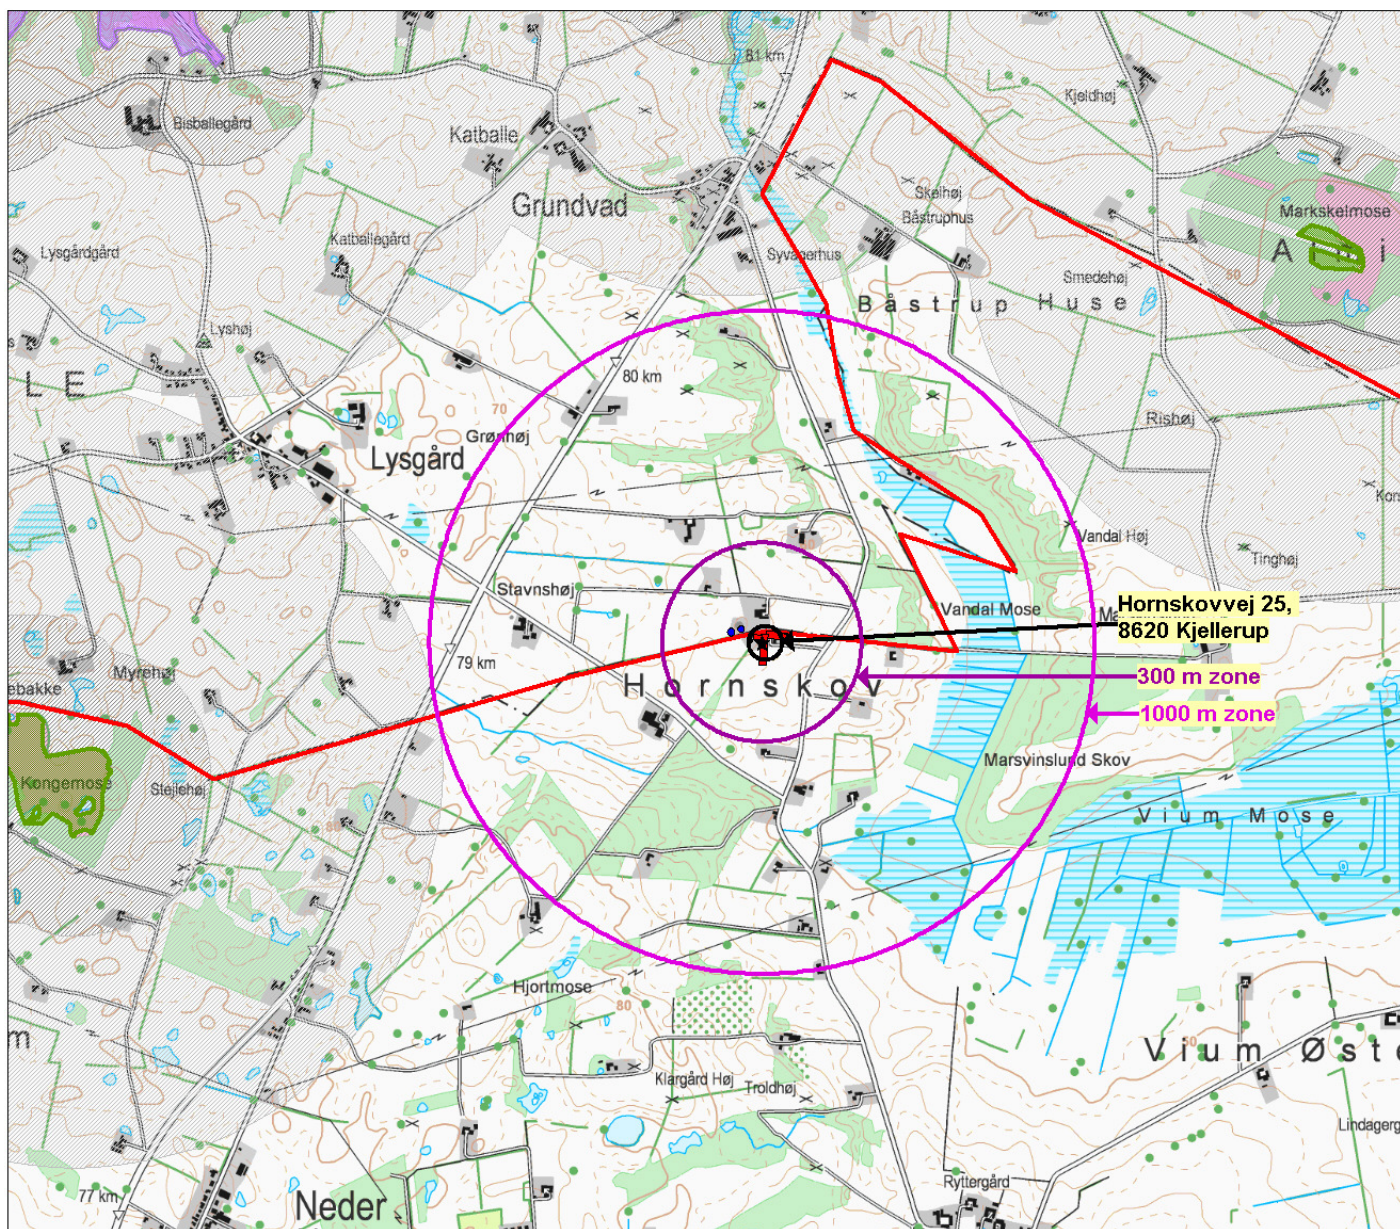 81 km
Kjeldhøj
Bisballegård
Katballe
Grundvad
Skelhøj
Båstruphus
Markskelmose
Lysgårdgård
Katballegård
Syvagerhus
A
Smedehøj
Båstrup Huse
Lyshøj
LE
80 km
Rishøj
Grønhøj
Lysgård
Vandal Høj
Tinghøj
Stavnshøj
Vandal Mose
Hornskovvej 25,
8620 Kjellerup
79 km
Myrehøj
ebakke
Hornskov
300 m zone
1000 m zone
Kongemose
Stejlehøj
Marsvinslund Skov
Vium Mose
70
80
50
Hjortmose
m
Vium Øste
Klargård Høj
Troldhøj
Lindagerg
Ryttergård
77 km
Neder